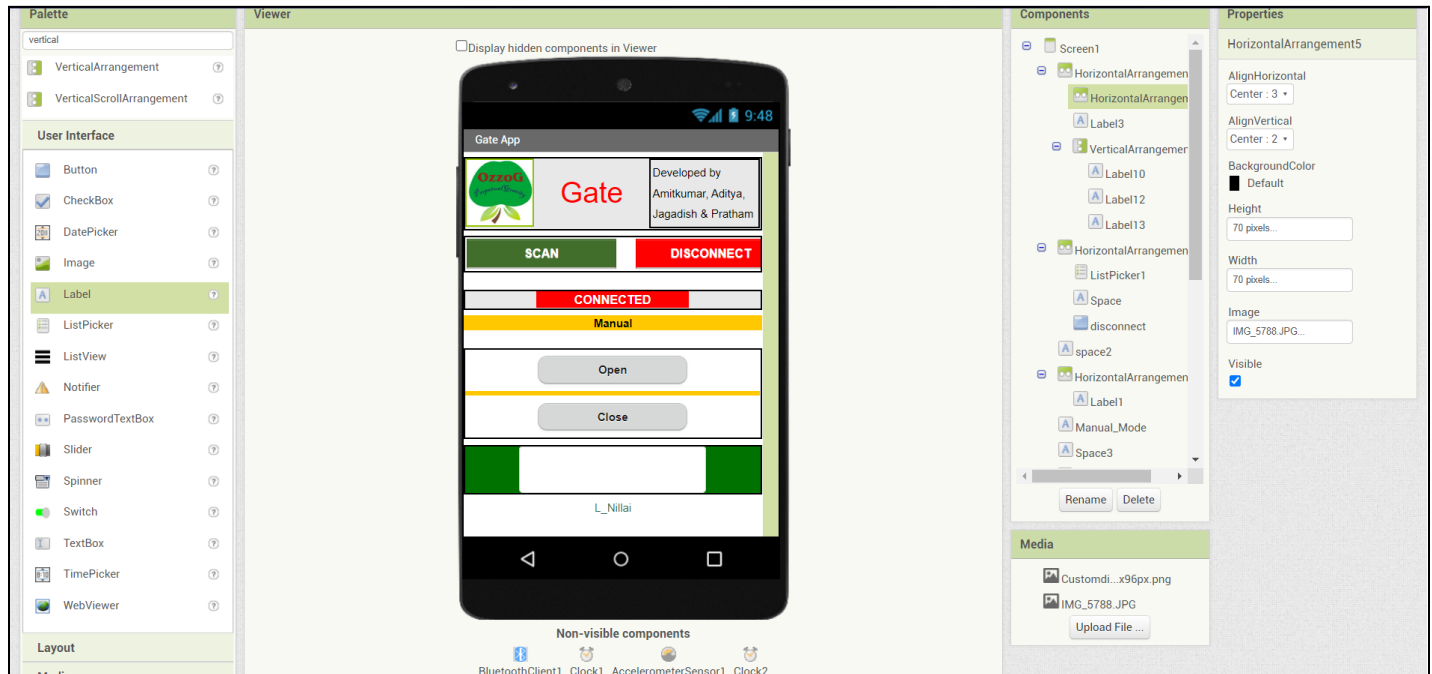 Palette
vertical
VerticalArrangement
VerticalScrollArrangement
User Interface
Button
CheckBox
DatePicker
Image
Label
ListPicker
ListView
Notifier
PasswordTextBox
Slider
Spinner
Switch
TextBox
TimePicker
WebViewer
Layout
Viewer
Display hidden components in Viewer
9:48
Gate App
OzzoG
Gate
Developed by
Amitkumar, Aditya,
Jagadish & Pratham
SCAN
DISCONNECT
CONNECTED
Manual
Open
Close
L_Nillai
Non-visible components
BluetoothClient1 Clock1 AccelerometerSensor1 Clock2
Components
Screen1
HorizontalArrangemen
HorizontalArrangen
Label3
VerticalArrangemer
Label10
Label12
Label13
HorizontalArrangemen
ListPicker1
Space
disconnect
space2
HorizontalArrangemen
Label1
Manual_Mode
Space3
Rename Delete
Media
Customdi...x96px.png
IMG_5788.JPG
Upload File ...
Properties
HorizontalArrangement5
AlignHorizontal
Center : 3
AlignVertical
Center : 2
BackgroundColor
Default
Height
70 pixels...
Width
70 pixels...
Image
IMG_5788.JPG...
Visible